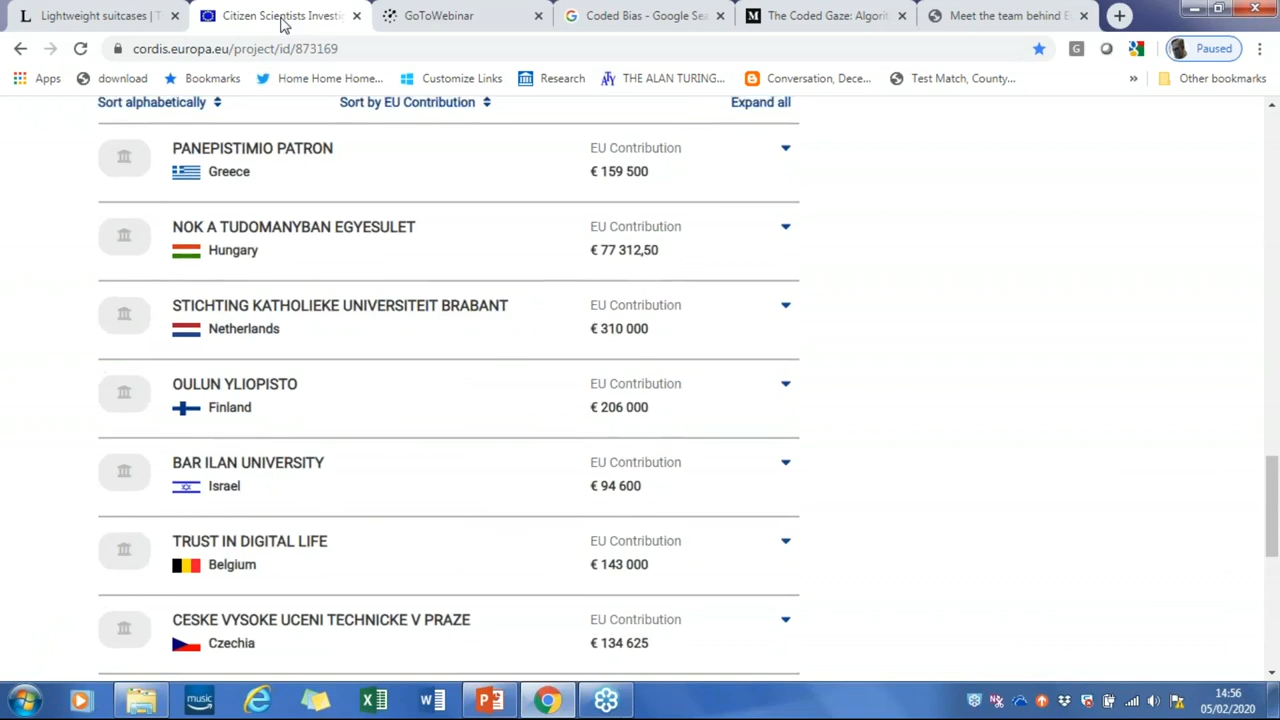 Lightweight suitcases | T
Citizen Scientists Investi
GoToWebinar
Coded Bias - Google Sea
The Coded Gaze: Algorit
Meet the team behind E
cordis.europa.eu/project/id/873169
Paused
Apps
download
Bookmarks
Home Home Home...
Customize Links
Research
THE ALAN TURING...
Conversation, Dece...
Test Match, County...
»
Other bookmarks
Sort alphabetically
Sort by EU Contribution
Expand all
PANEPISTIMIO PATRON
EU Contribution
Greece
€ 159 500
NOK A TUDOMANYBAN EGYESULET
EU Contribution
Hungary
€ 77 312,50
STICHTING KATHOLIEKE UNIVERSITEIT BRABANT
EU Contribution
Netherlands
€ 310 000
OULUN YLIOPISTO
EU Contribution
Finland
€ 206 000
BAR ILAN UNIVERSITY
EU Contribution
Israel
€ 94 600
TRUST IN DIGITAL LIFE
EU Contribution
Belgium
€ 143 000
CESKE VYSOKE UCENI TECHNICKE V PRAZE
EU Contribution
Czechia
€ 134 625
music
14:56
05/02/2020